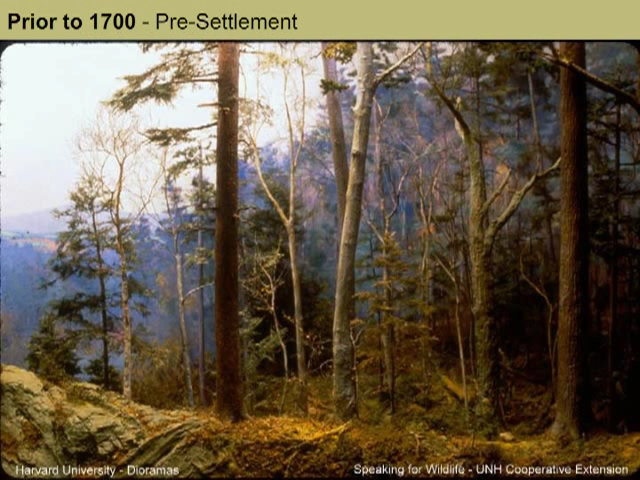 Prior to 1700 - Pre-Settlement
Harvard University - Dioramas
Speaking for Wildlife - UNH Cooperative Extension